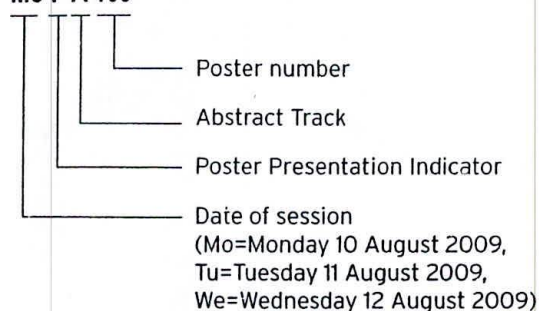 Poster number
Abstract Track
Poster Presentation Indicator
Date of session
(Mo=Monday 10 August 2009,
Tu=Tuesday 11 August 2009,
We=Wednesday 12 August 2009)